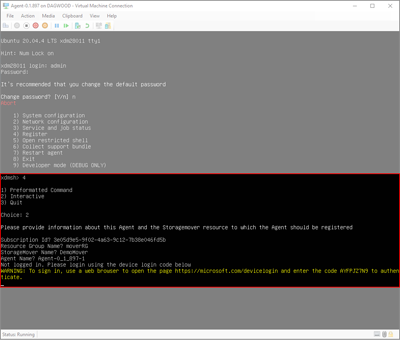 Agent-0.1.897 on DAGWOOD - Virtual Machine Connection
File Action Media Clipboard View Help
Ubuntu 20.04.4 LTS xdm28011 tty1
Hint: Num Lock on
xdm28011 login: admin
Password:
It's recommended that you change the default password
Change password? [Y/n] n
1) System configuration
2) Network configuration
3) Service and job status
4) Register
5) Open restricted shell
6) Collect support bundle
7) Restart agent
8) Exit
9) Developer mode (DEBUG ONLY)
xdmsh> 4
1) Preformatted Command
2) Interactive
3) Quit
Choice: 2
Please provide information about this Agent and the Storagemover resource to which the Agent should be registered
Subscription Id? 3e05d9e5-9f02-4a63-9c12-7b38e046fd5b
Resource Group Name? moverRG
StorageMover Name? DemoMover
Agent Name? Agent-0_1_897-1
Not logged in. Please login using the device login code below
WARNING: To sign in, use a web browser to open the page https://microsoft.com/devicelogin and enter the code AYFPJZ7N9 to authen
ticate.
Status: Running